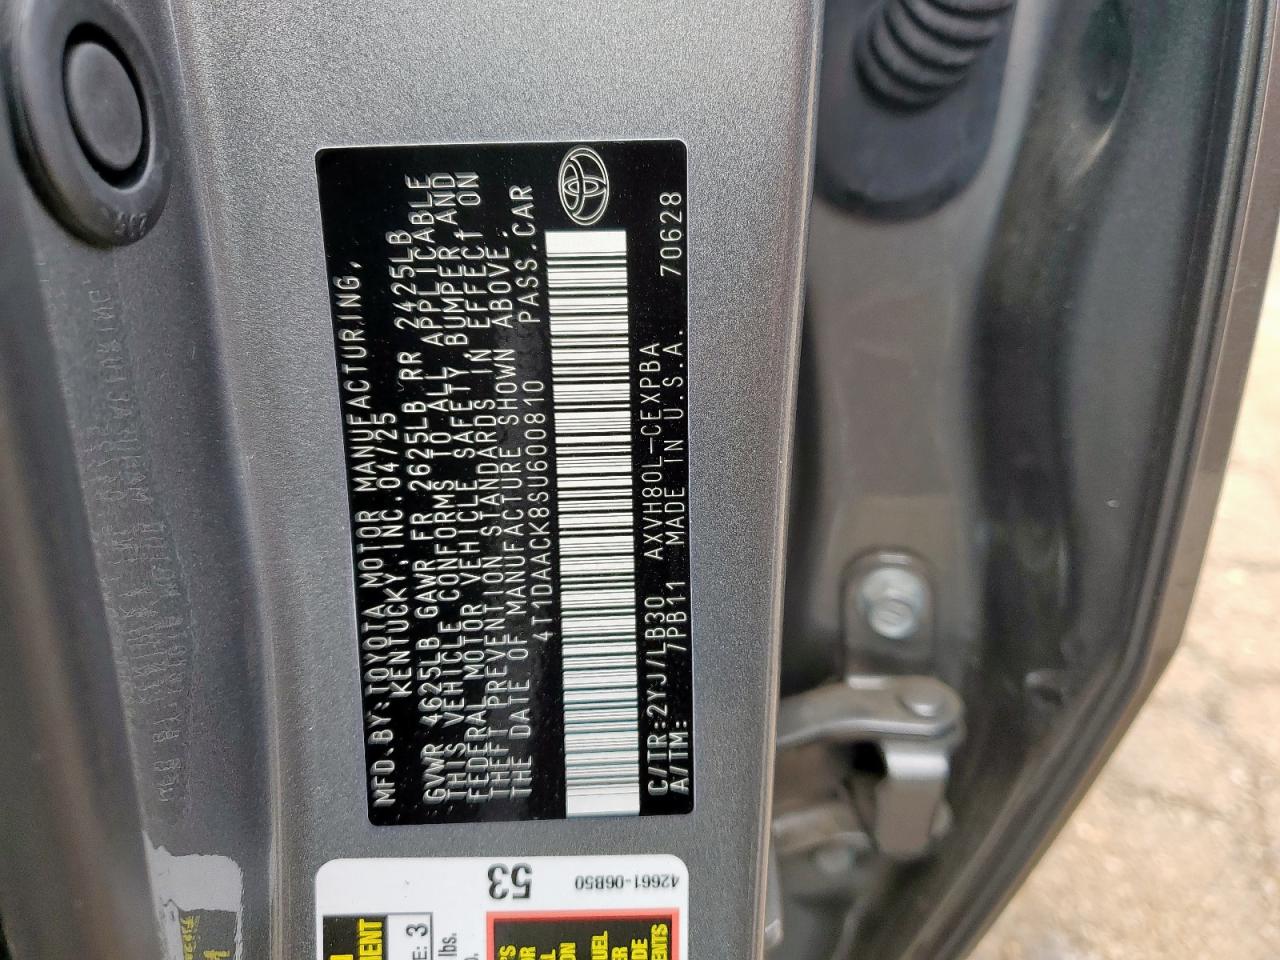 MFD.BY:TOYOTA MOTOR MANUFACTURING,
KENTUCKY,INC.04/25
GVWR 4625LB GAWR FR 2625LB RR 2425LB
THIS VEHICLE CONFORMS TO ALL APPLICABLE
FEDERAL MOTOR VEHICLE SAFETY,BUMPER AND
THEFT PREVENTION STANDARDS IN EFFECT ON
THE DATE OF MANUFACTURE SHOWN ABOVE.
4T1DAACK8SU600810 PASS.CAR
C/TR:2YJ/LB30 AXVH80L-CEXPBA
A/TM: 7PB11 MADE IN U.S.A. 70628
53
42661-06B50
E: 3
lbs.